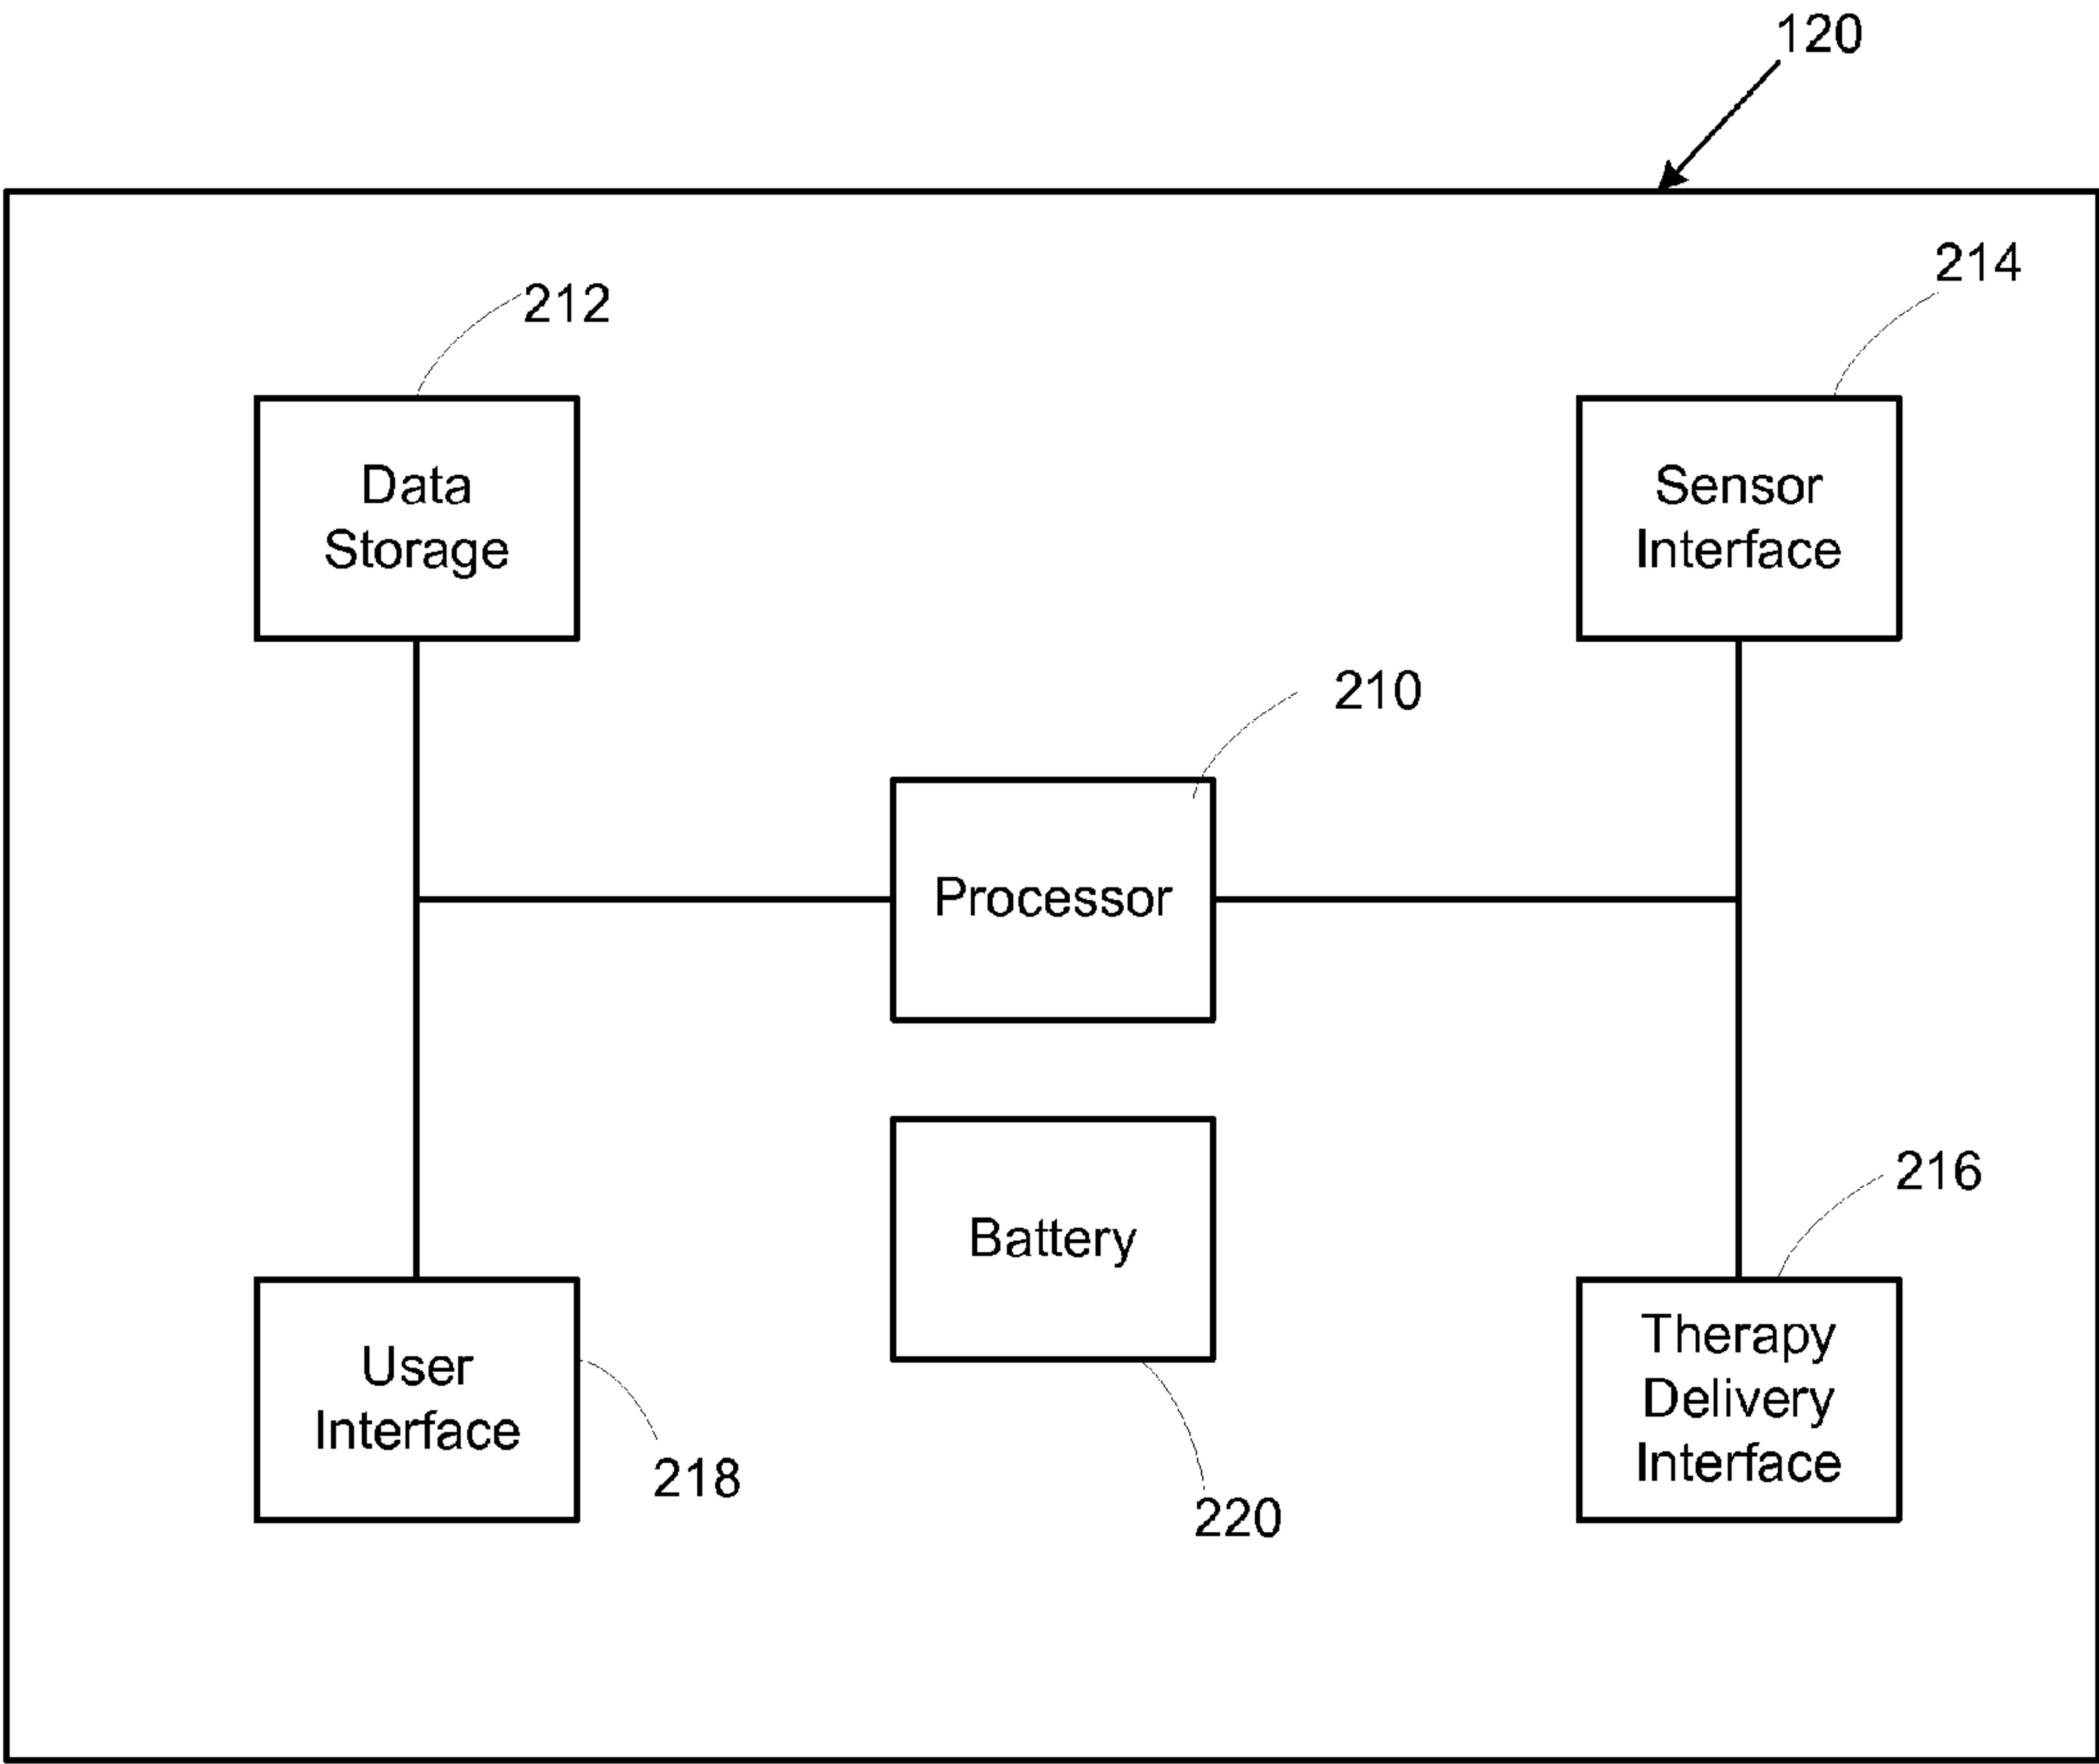 120
214
212
Data
Storage
Sensor
Interface
210
Processor
216
Battery
Therapy
Delivery
Interface
User
Interface
218
220